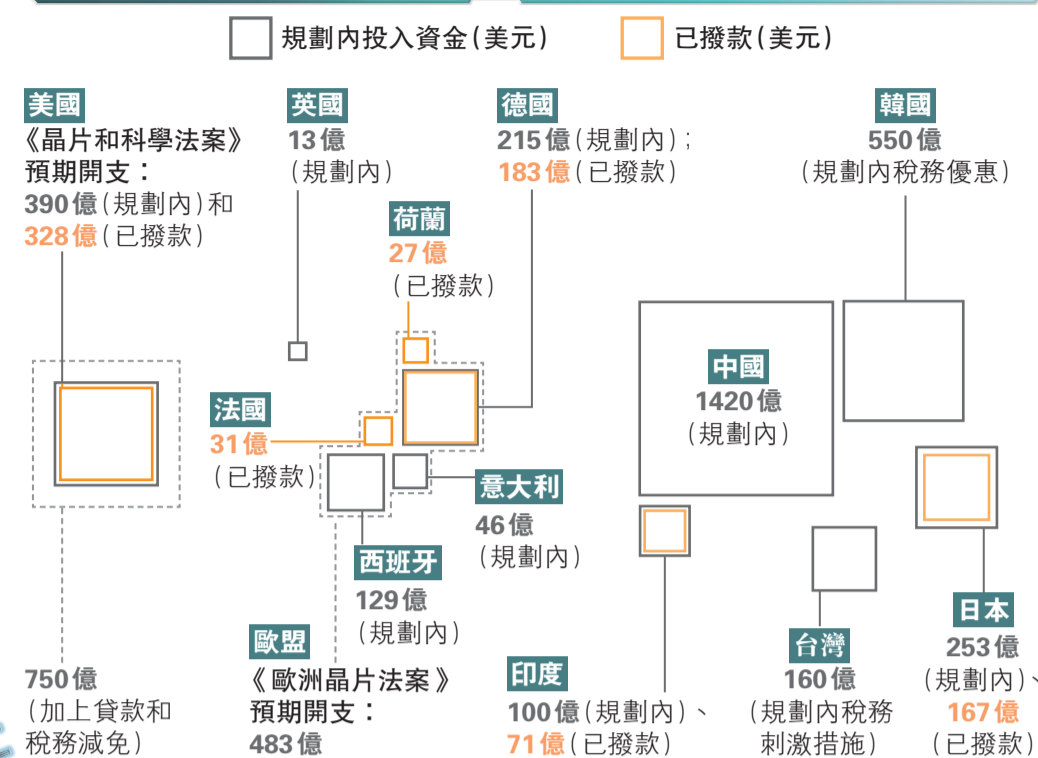 規劃內投入資金(美元)
已撥款(美元)
美國
《晶片和科學法案》
預期開支：
390億(規劃內)和
328億(已撥款)
750億
(加上貸款和
稅務減免)
英國
13億
(規劃內)
荷蘭
27億
(已撥款)
德國
215億(規劃內)；
183億(已撥款)
法國
31億
(已撥款)
意大利
46億
(規劃內)
西班牙
129億
(規劃內)
歐盟
《歐洲晶片法案》
預期開支：
483億
韓國
550億
(規劃內稅務優惠)
中國
1420億
(規劃內)
印度
100億(規劃內)、
71億(已撥款)
台灣
160億
(規劃內稅務
刺激措施)
日本
253億
(規劃內)、
167億
(已撥款)